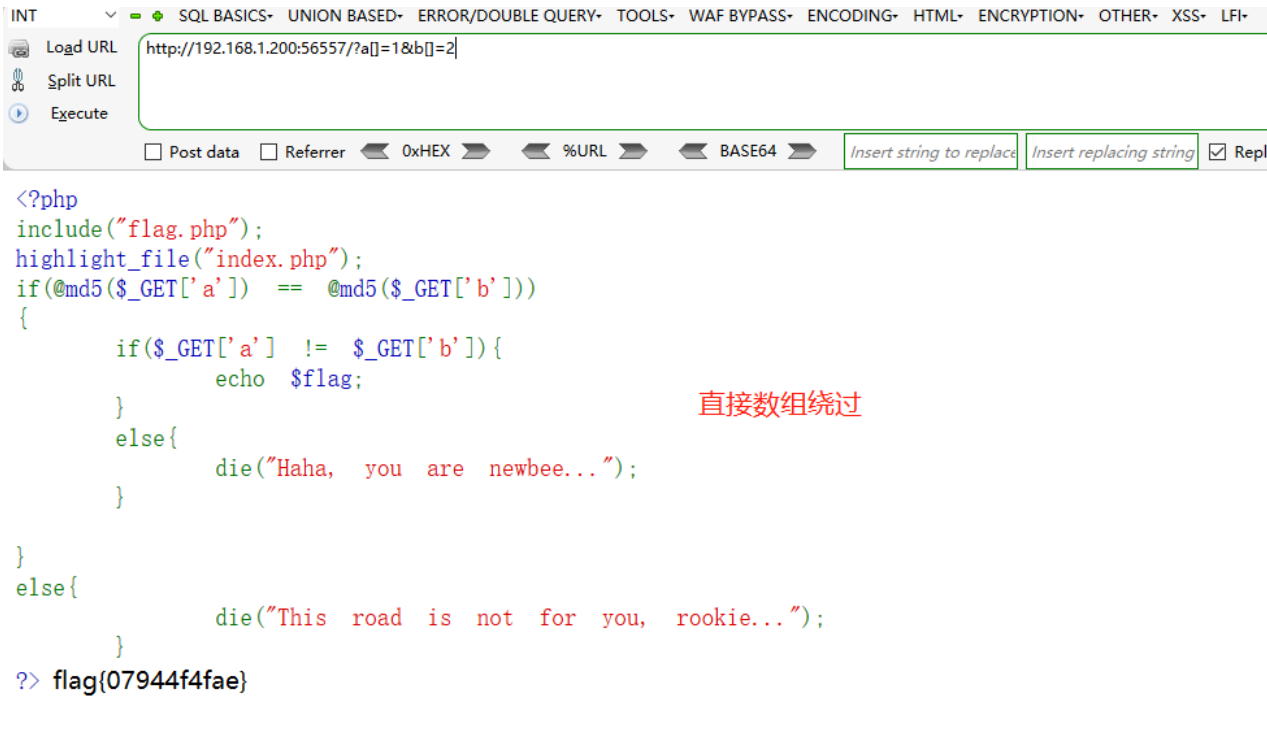 INT SQL BASICS UNION BASED ERROR/DOUBLE QUERY TOOLS WAF BYPASS ENCODING HTML ENCRYPTION OTHER XSS LFI
Load URL http://192.168.1.200:56557/?a[]=1&b[]=2
Split URL
Execute
Post data Referrer 0xHEX %URL BASE64 Insert string to replace Insert replacing string Repl
<?php
include("flag.php");
highlight_file("index.php");
if(@md5($_GET['a']) == @md5($_GET['b']))
{
if($_GET['a'] != $_GET['b']){
echo $flag;
}
直接数组绕过
else{
die("Haha, you are newbee...");
}
}
else{
die("This road is not for you, rookie...");
}
?> flag{07944f4fae}